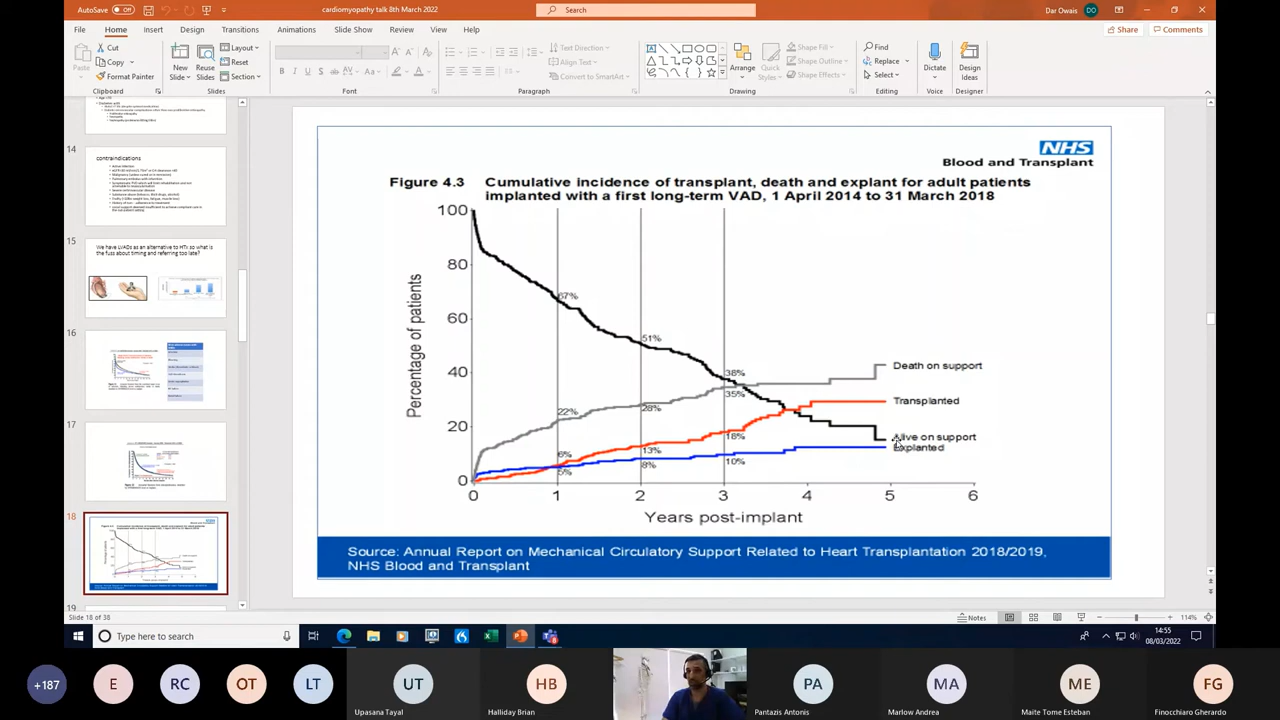 AutoSave Off
cardiomyopathy talk 8th March 2022
Search
Dar Owais DO
File Home Insert Design Transitions Animations Slide Show Review View Help
Share Comments
Paste Cut Copy Format Painter
Clipboard
New Slide Reuse Slides Layout Reset Section
Slides
Font
Text Direction
Align Text
Convert to SmartArt
Paragraph
Arrange Quick Styles
Shape Fill
Shape Outline
Shape Effects
Drawing
Find
Replace
Select
Editing
Dictate
Voice
Design Ideas
Designer
14
contraindications
15
We have LVADs as an alternative to HTx so what is the fuss about timing and referring too late?
16
17
18
19
NHS
Blood and Transplant
Figure 4.3 Cumulative incidence of transplant, death and explant for adult patients
implanted with a first long-term VAD, 1 April 2014 to 31 March 2018
Percentage of patients
100
80
60
40
20
0
67%
51%
38%
35%
22%
28%
6%
13%
18%
5%
8%
10%
Death on support
Transplanted
Alive on support
Explanted
0 1 2 3 4 5 6
Years post-implant
Source: Annual Report on Mechanical Circulatory Support Related to Heart Transplantation 2018/2019,
NHS Blood and Transplant
Slide 18 of 38
Notes
114%
Type here to search
14:55
08/03/2022
+187 E RC OT LT UT HB PA MA ME FG
Upasana Tayal
Halliday Brian
Pantazis Antonis
Marlow Andrea
Maite Tome Esteban
Finocchiaro Gherardo